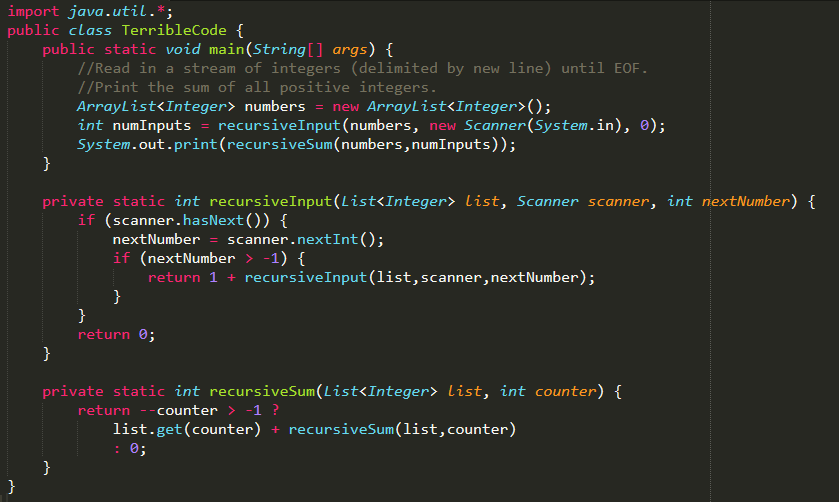 import java.util.*;
public class TerribleCode {
    public static void main(String[] args) {
        //Read in a stream of integers (delimited by new line) until EOF.
        //Print the sum of all positive integers.
        ArrayList<Integer> numbers = new ArrayList<Integer>();
        int numInputs = recursiveInput(numbers, new Scanner(System.in), 0);
        System.out.print(recursiveSum(numbers,numInputs));
    }

    private static int recursiveInput(List<Integer> list, Scanner scanner, int nextNumber) {
        if (scanner.hasNext()) {
            nextNumber = scanner.nextInt();
            if (nextNumber > -1) {
                return 1 + recursiveInput(list,scanner,nextNumber);
            }
        }
        return 0;
    }

    private static int recursiveSum(List<Integer> list, int counter) {
        return --counter > -1 ?
            list.get(counter) + recursiveSum(list,counter)
            : 0;
    }
}